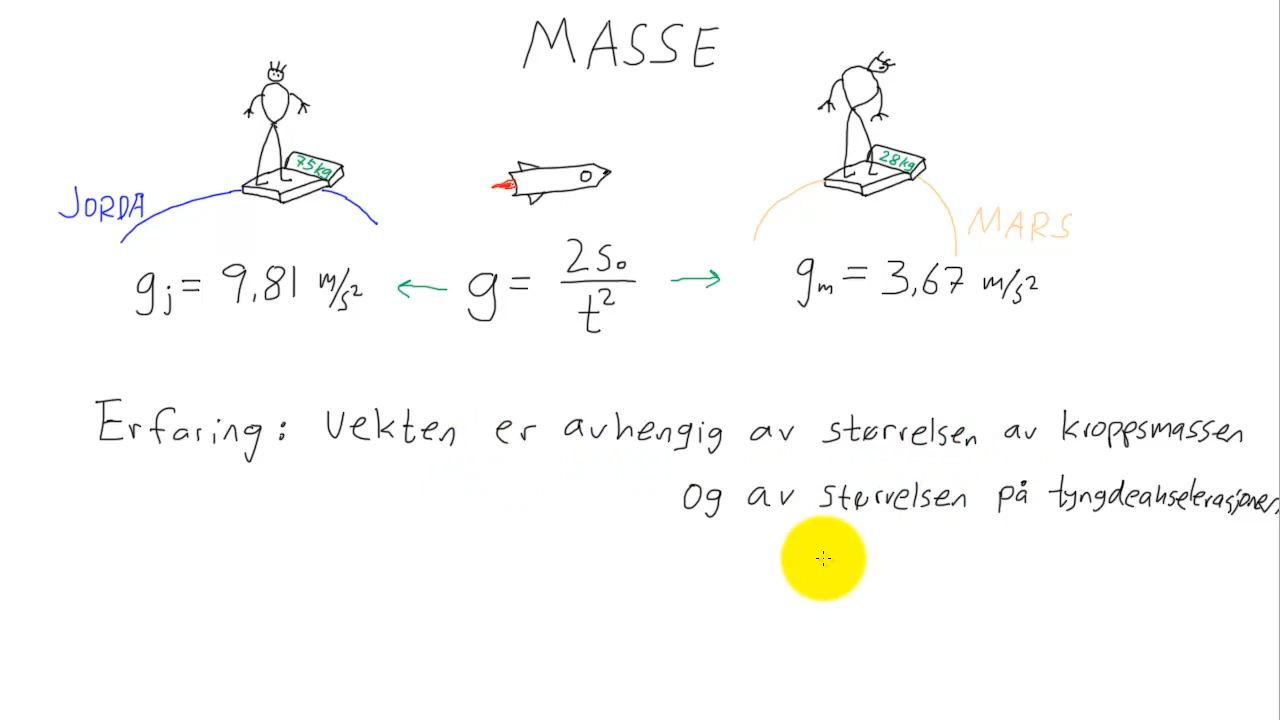 MASSE
75kg
28kg
JORDA
MARS
gj = 9,81 m/s²
g = 2s₀/t²
gm = 3,67 m/s²
Erfaring: Vekten er avhengig av størrelsen av kroppsmassen
og av størrelsen på tyngdeakselerasjonen.